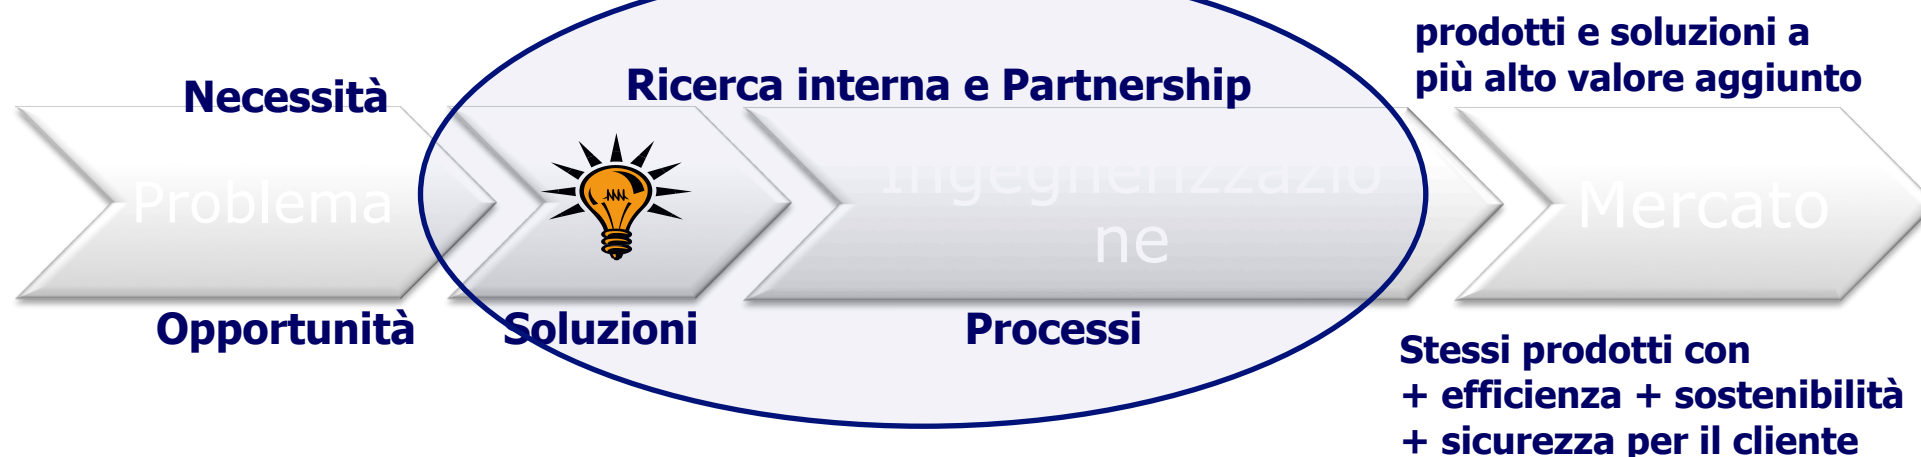 prodotti e soluzioni a
più alto valore aggiunto
Necessità
Ricerca interna e Partnership
Problema
Ingegnerizzazio
ne
Mercato
Opportunità
Soluzioni
Processi
Stessi prodotti con
+ efficienza + sostenibilità
+ sicurezza per il cliente